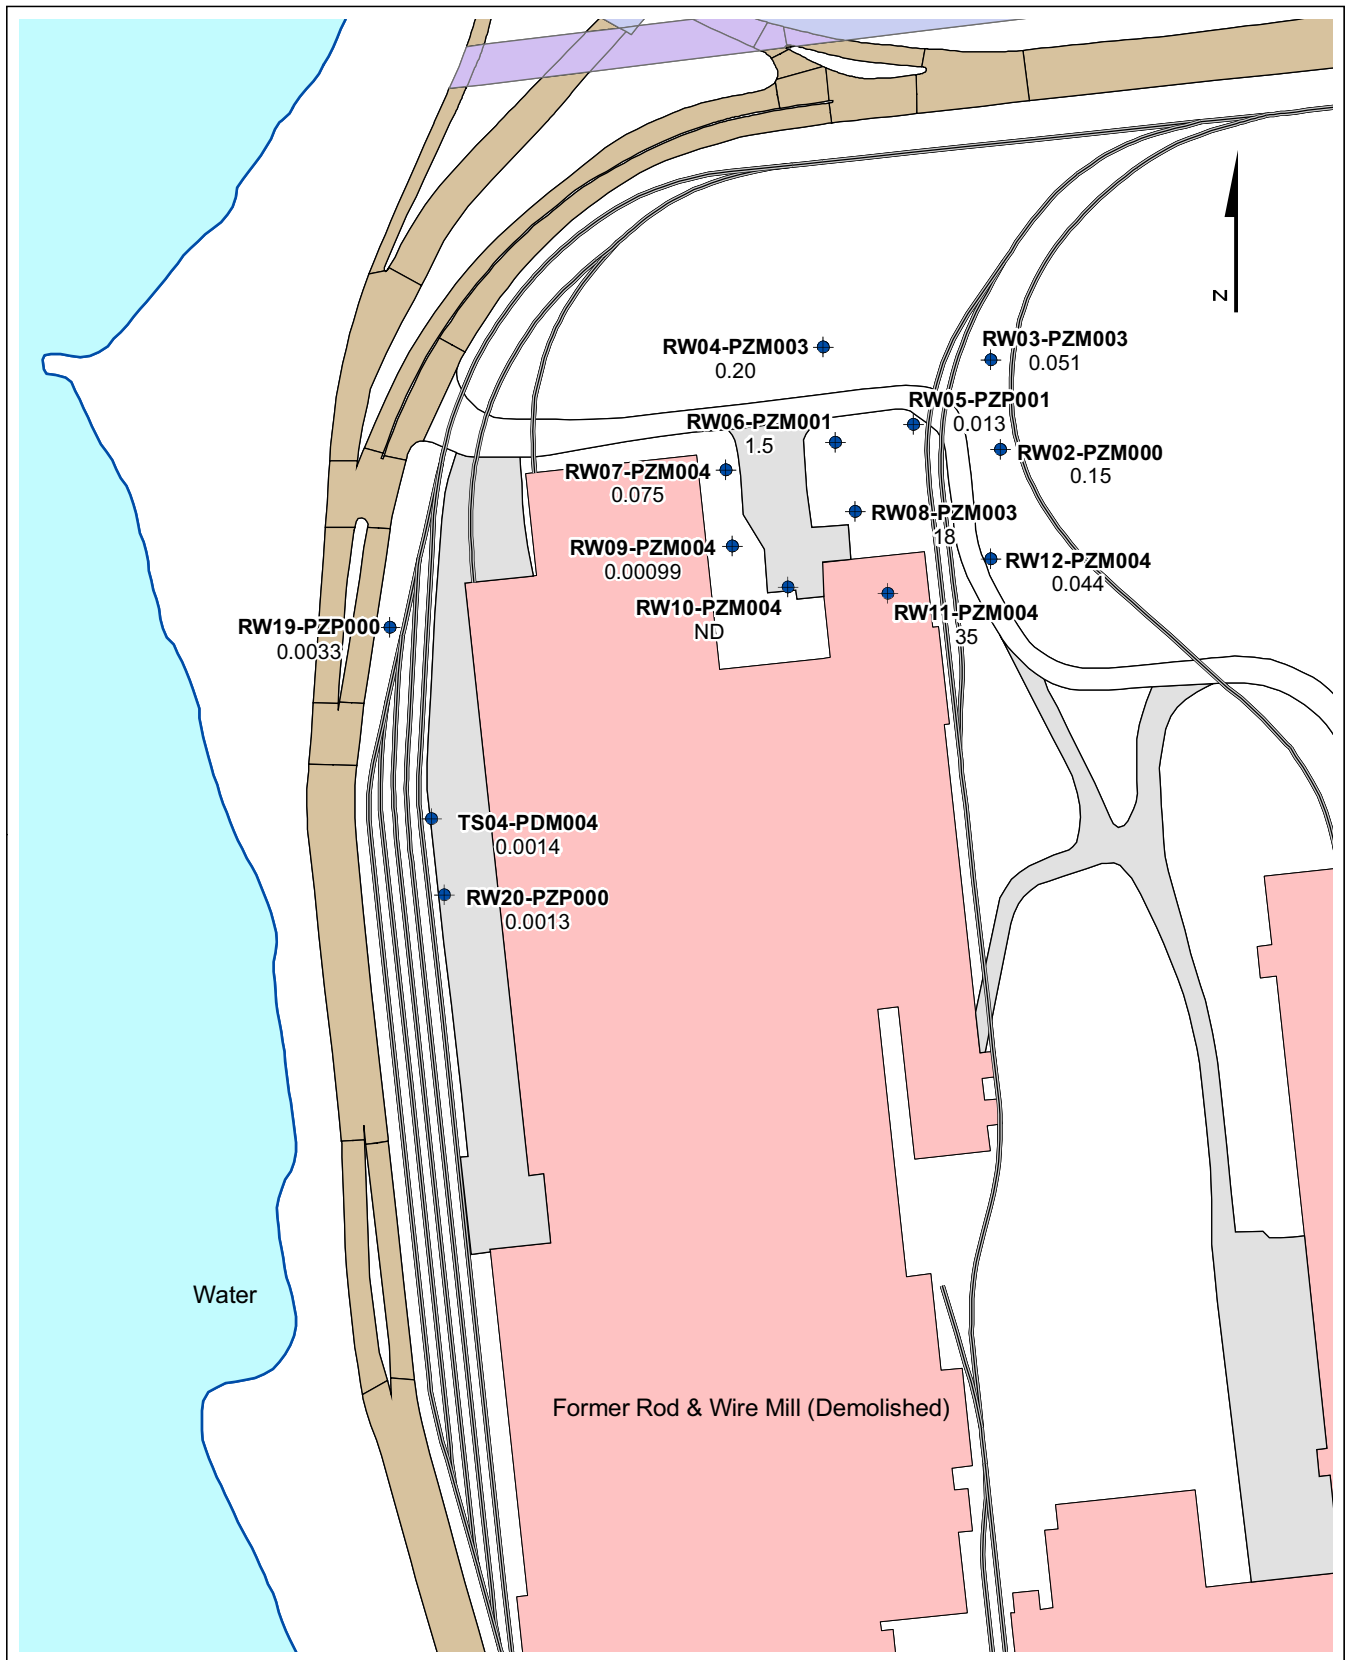 Z
RW04-PZM003
0.20
RW03-PZM003
0.051
RW05-PZP001
0.013
RW06-PZM001
1.5
RW02-PZM000
0.15
RW07-PZM004
0.075
RW08-PZM003
18
RW09-PZM004
0.00099
RW12-PZM004
0.044
RW10-PZM004
ND
RW11-PZM004
35
RW19-PZP000
0.0033
TS04-PDM004
0.0014
RW20-PZP000
0.0013
Water
Former Rod & Wire Mill (Demolished)